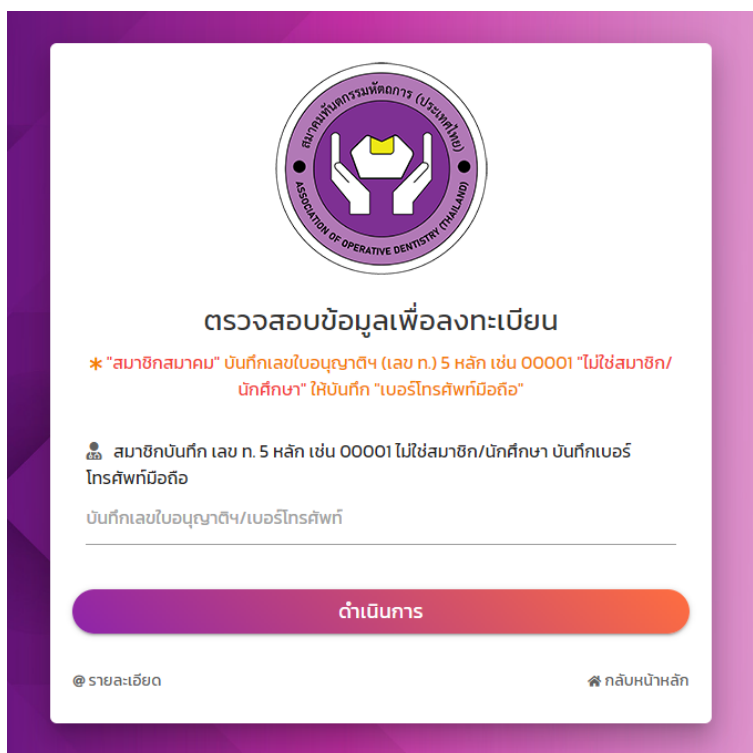 สมาคมทันตกรรมหัตถการ (ประเทศไทย)
ASSOCIATION OF OPERATIVE DENTISTRY (THAILAND)
ตรวจสอบข้อมูลเพื่อลงทะเบียน
* "สมาชิกสมาคม" บันทึกเลขใบอนุญาติฯ (เลข ท.) 5 หลัก เช่น 00001 "ไม่ใช่สมาชิก/
นักศึกษา" ให้บันทึก "เบอร์โทรศัพท์มือถือ"
สมาชิกบันทึก เลข ท. 5 หลัก เช่น 00001 ไม่ใช่สมาชิก/นักศึกษา บันทึกเบอร์
โทรศัพท์มือถือ
บันทึกเลขใบอนุญาติฯ/เบอร์โทรศัพท์
ดำเนินการ
@ รายละเอียด
กลับหน้าหลัก